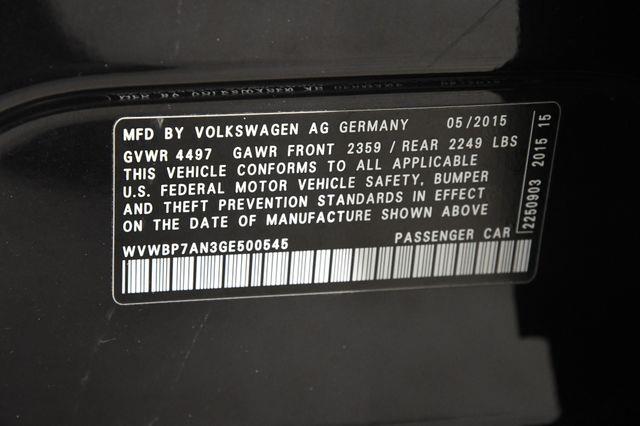 MFD BY VOLKSWAGEN AG GERMANY 05/2015
GVWR 4497 GAWR FRONT 2359 / REAR 2249 LBS
THIS VEHICLE CONFORMS TO ALL APPLICABLE
U.S. FEDERAL MOTOR VEHICLE SAFETY, BUMPER
AND THEFT PREVENTION STANDARDS IN EFFECT
ON THE DATE OF MANUFACTURE SHOWN ABOVE
WVWBP7AN3GE500545 PASSENGER CAR
2250903 2015 15